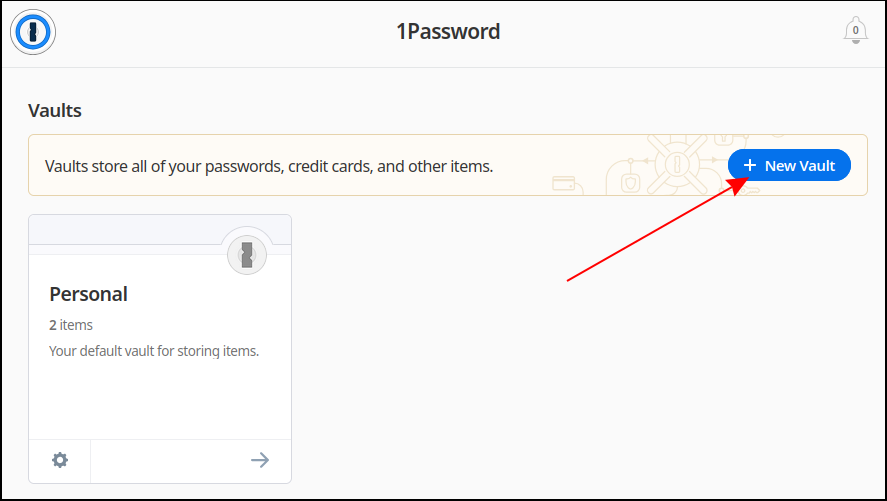 1Password
0
Vaults
Vaults store all of your passwords, credit cards, and other items.
+ New Vault
Personal
2 items
Your default vault for storing items.